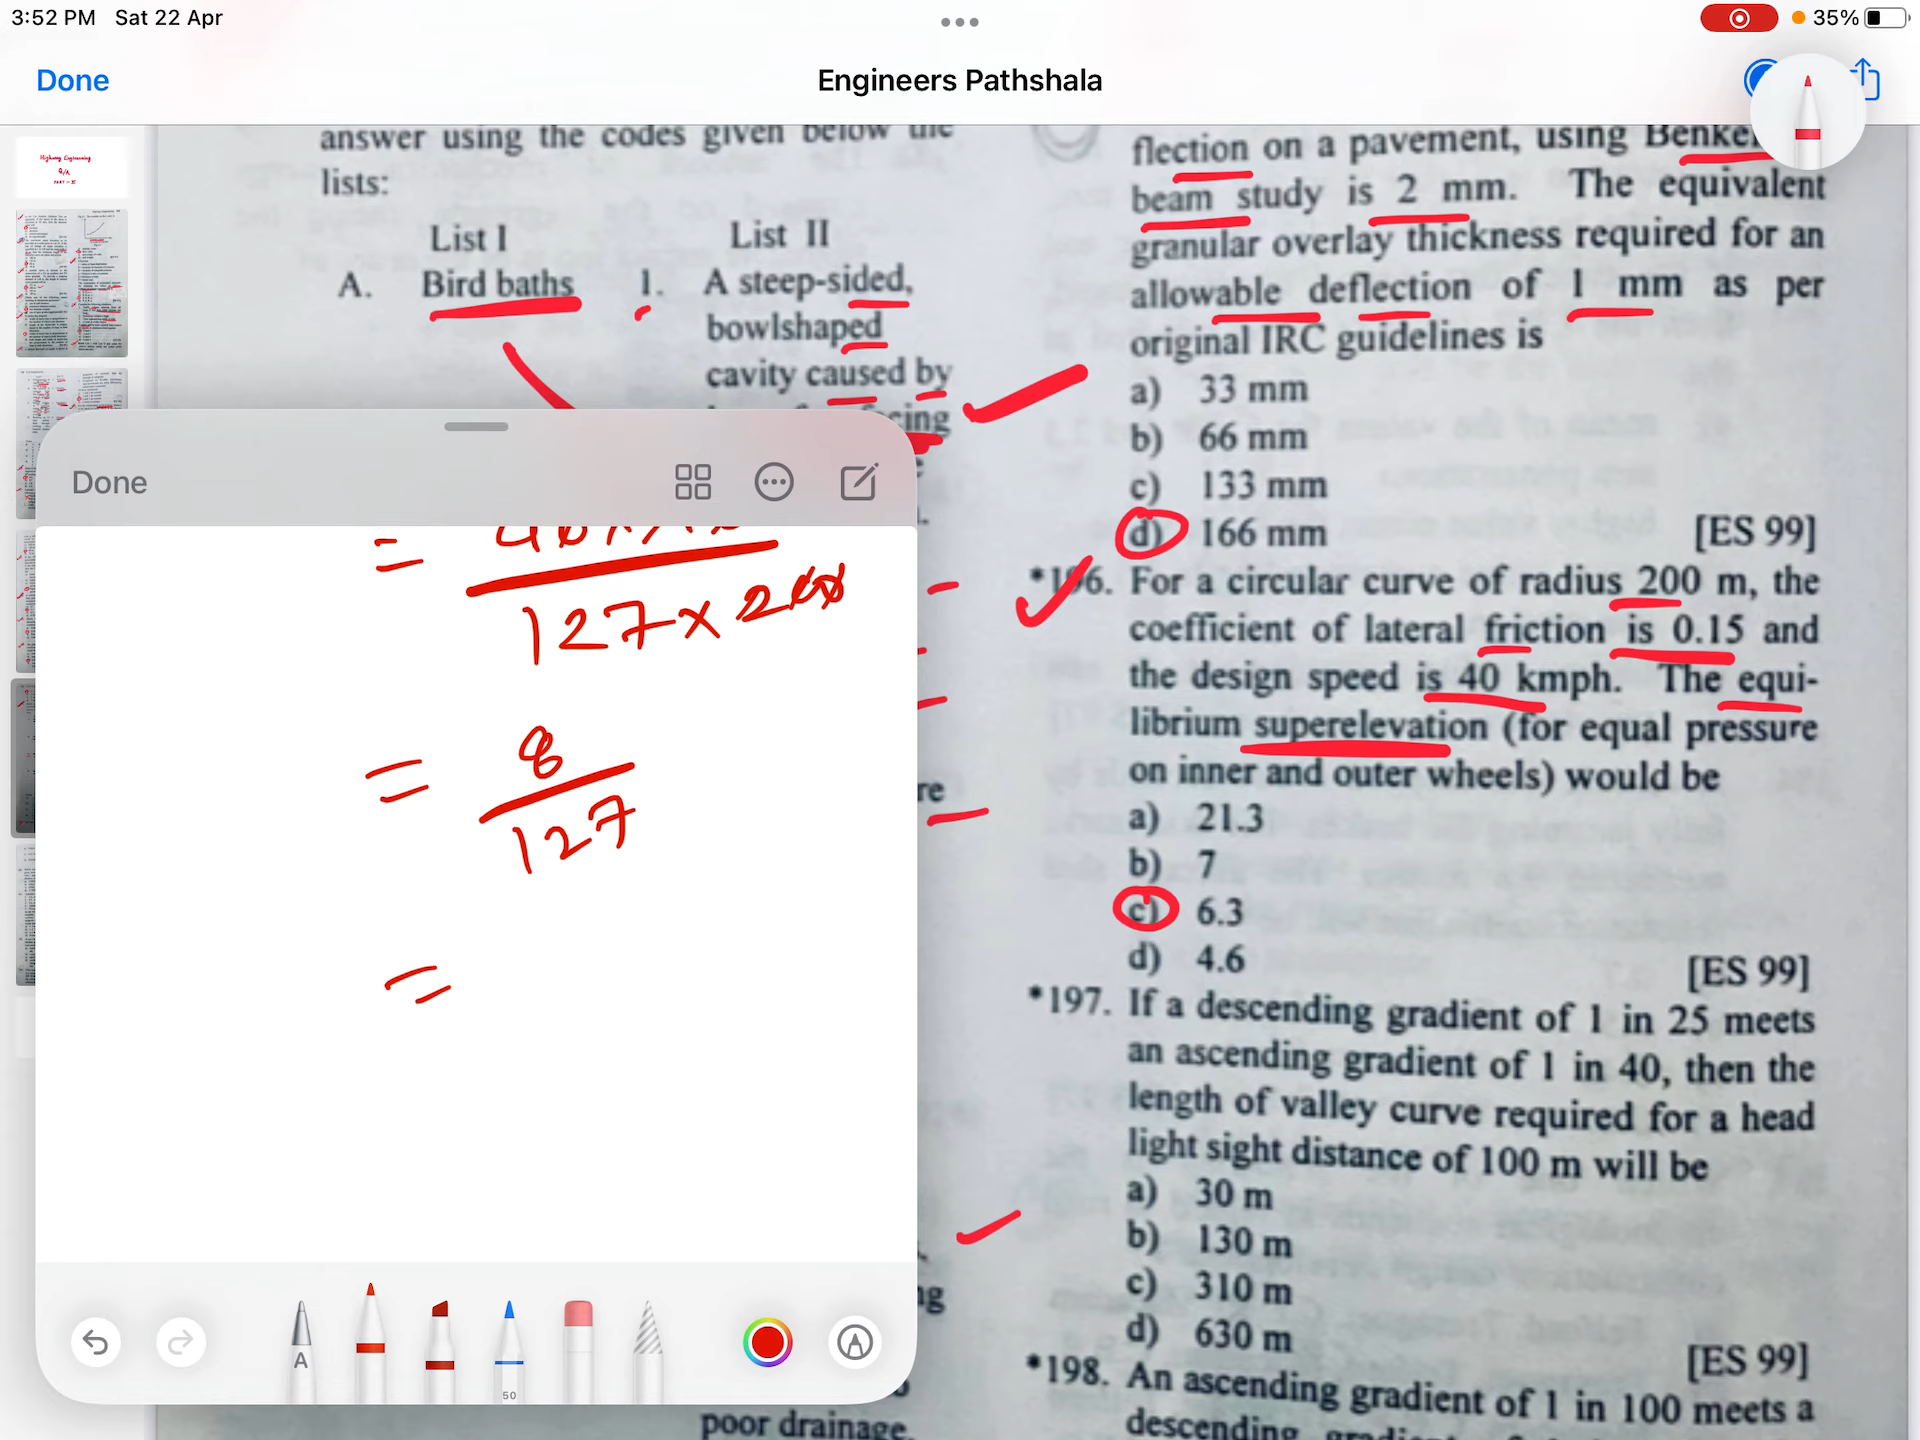 3:52 PM Sat 22 Apr
35%
Done
Engineers Pathshala
answer using the codes given below the
lists:
List I
List II
A. Bird baths
1. A steep-sided,
bowlshaped
cavity caused by
flection on a pavement, using
beam study is 2 mm. The equivalent
granular overlay thickness required for an
allowable deflection of 1 mm as per
original IRC guidelines is
a) 33 mm
b) 66 mm
c) 133 mm
d) 166 mm
[ES 99]
*196. For a circular curve of radius 200 m, the
coefficient of lateral friction is 0.15 and
the design speed is 40 kmph. The equi-
librium superelevation (for equal pressure
on inner and outer wheels) would be
a) 21.3
b) 7
c) 6.3
d) 4.6
[ES 99]
*197. If a descending gradient of 1 in 25 meets
an ascending gradient of 1 in 40, then the
length of valley curve required for a head
light sight distance of 100 m will be
a) 30 m
b) 130 m
c) 310 m
d) 630 m
[ES 99]
*198. An ascending gradient of 1 in 100 meets a
descending gradient of
poor drainage.
Done
=
127 x 200
= 8
127
=
A
50